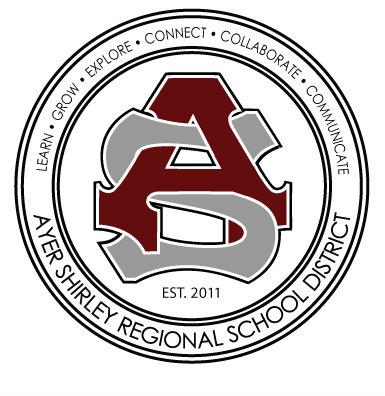 LEARN • GROW • EXPLORE • CONNECT • COLLABORATE • COMMUNICATE
AS
EST. 2011
AYER SHIRLEY REGIONAL SCHOOL DISTRICT